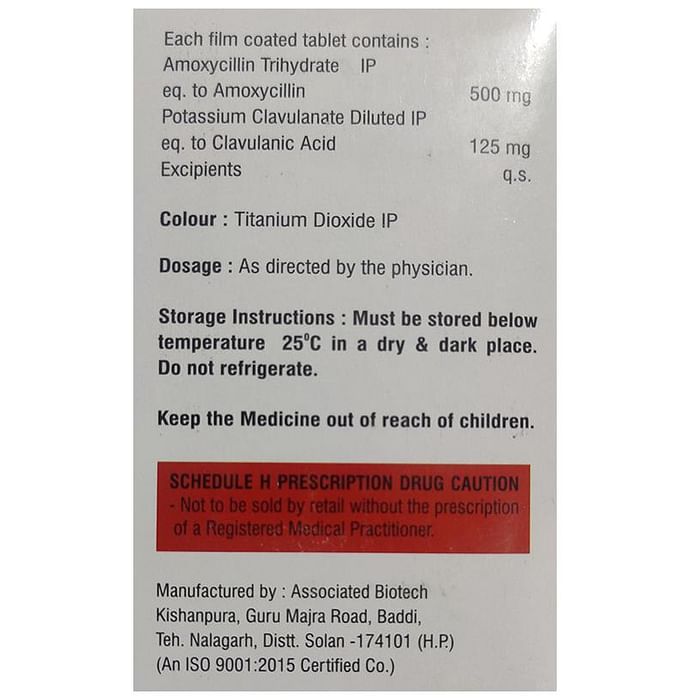 Each film coated tablet contains :
Amoxycillin Trihydrate IP
eq. to Amoxycillin 500 mg
Potassium Clavulanate Diluted IP
eq. to Clavulanic Acid 125 mg
Excipients q.s.
Colour : Titanium Dioxide IP
Dosage : As directed by the physician.
Storage Instructions : Must be stored below
temperature 25⁰C in a dry & dark place.
Do not refrigerate.
Keep the Medicine out of reach of children.
SCHEDULE H PRESCRIPTION DRUG CAUTION
- Not to be sold by retail without the prescription
of a Registered Medical Practitioner.
Manufactured by : Associated Biotech
Kishanpura, Guru Majra Road, Baddi,
Teh. Nalagarh, Distt. Solan -174101 (H.P.)
(An ISO 9001:2015 Certified Co.)